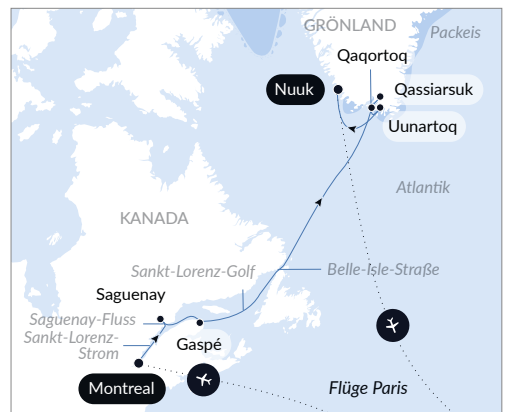 GRÖNLAND
Packeis
Qaqortoq
Nuuk
Qassiarsuk
Uunartoq
Atlantik
KANADA
Sankt-Lorenz-Golf
Belle-Isle-Straße
Saguenay
Saguenay-Fluss
Sankt-Lorenz-
Strom
Gaspé
Montreal
Flüge Paris